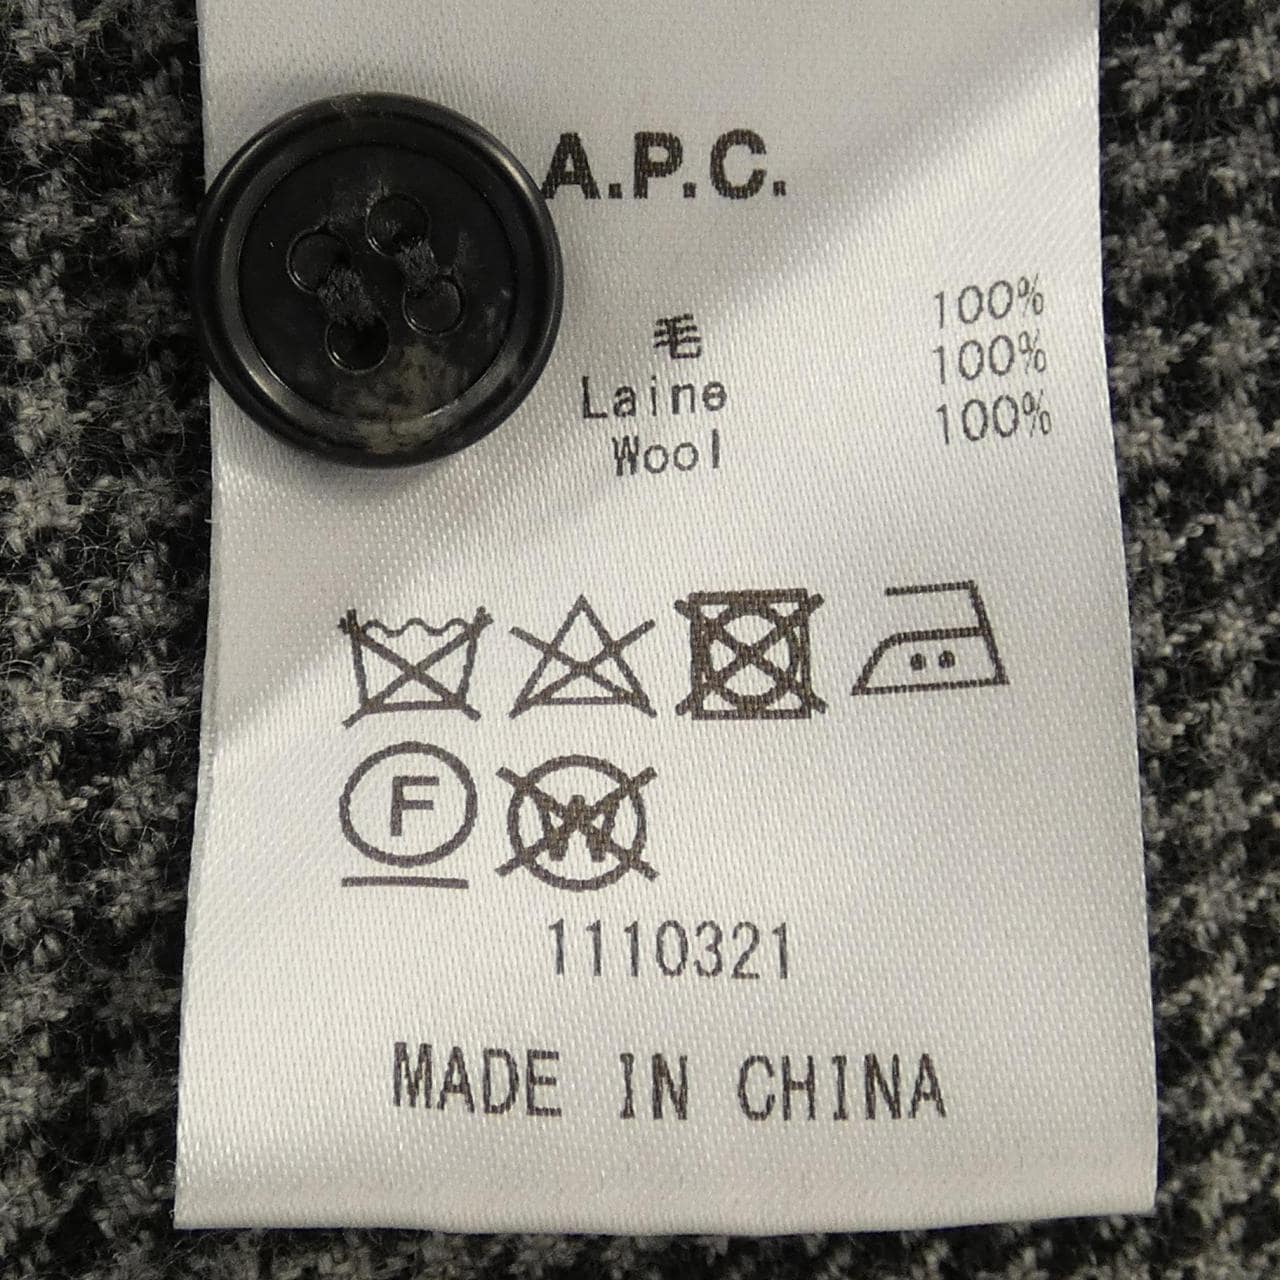 A.P.C.
毛 100%
Laine 100%
Wool 100%
F W
1110321
MADE IN CHINA